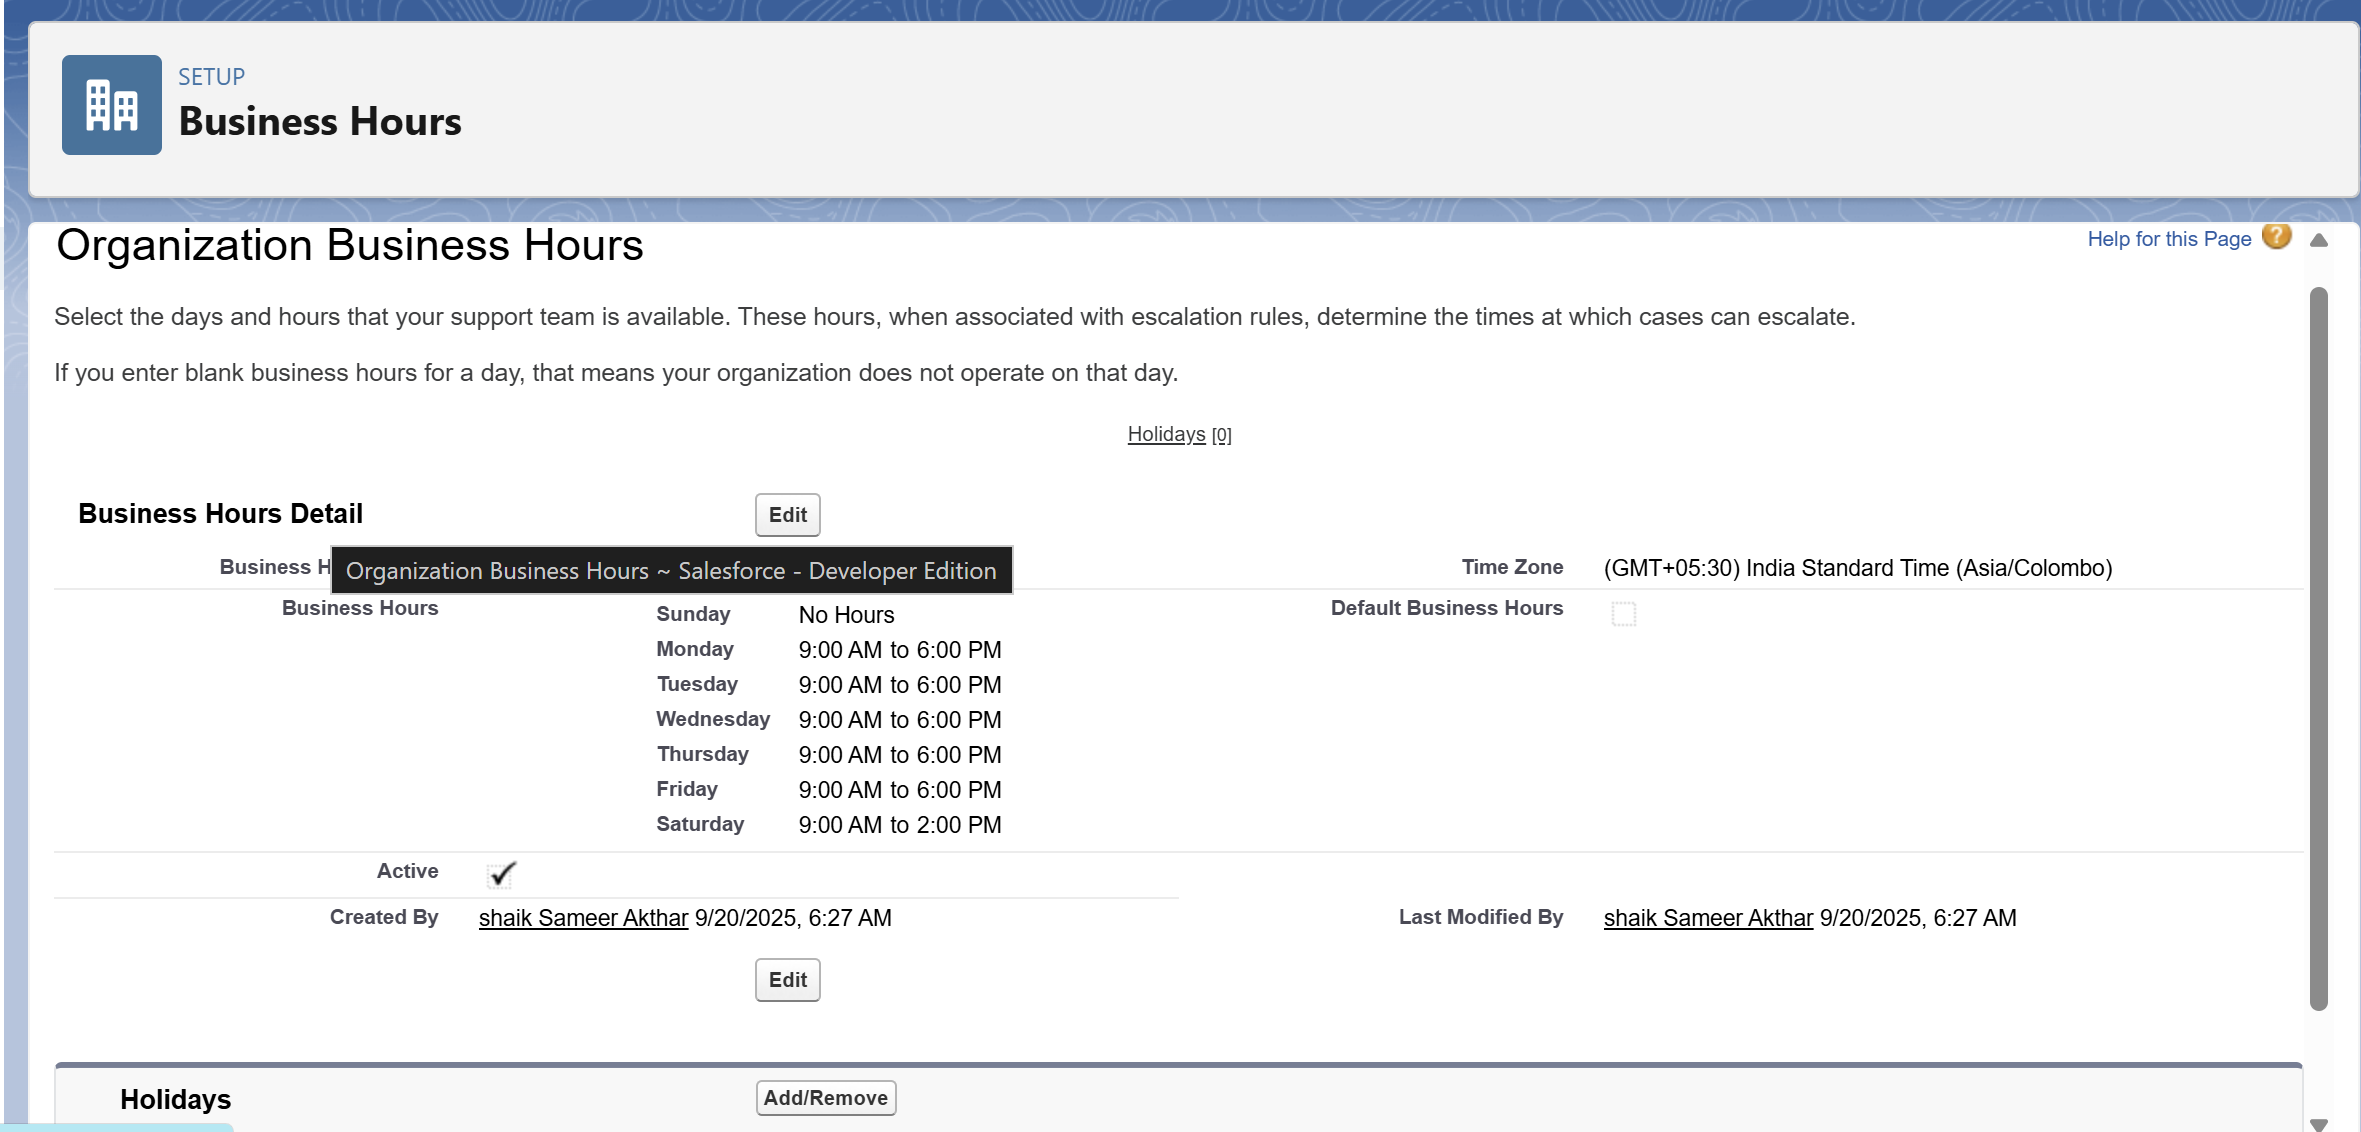 SETUP
Business Hours
Organization Business Hours
Help for this Page ?
Select the days and hours that your support team is available. These hours, when associated with escalation rules, determine the times at which cases can escalate.
If you enter blank business hours for a day, that means your organization does not operate on that day.
Holidays [0]
Business Hours Detail
Edit
Business H
Organization Business Hours ~ Salesforce - Developer Edition
Time Zone (GMT+05:30) India Standard Time (Asia/Colombo)
Business Hours
Sunday No Hours
Monday 9:00 AM to 6:00 PM
Tuesday 9:00 AM to 6:00 PM
Wednesday 9:00 AM to 6:00 PM
Thursday 9:00 AM to 6:00 PM
Friday 9:00 AM to 6:00 PM
Saturday 9:00 AM to 2:00 PM
Default Business Hours
Active
Created By shaik Sameer Akthar 9/20/2025, 6:27 AM
Last Modified By shaik Sameer Akthar 9/20/2025, 6:27 AM
Edit
Holidays
Add/Remove